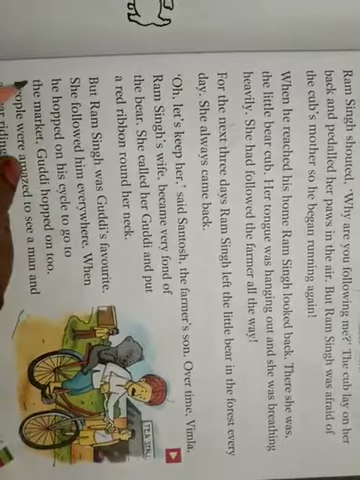 Ram Singh shouted, 'Why are you following me?' The cub lay on her
back and pedalled her paws in the air. But Ram Singh was afraid of
the cub's mother so he began running again!
When he reached his home Ram Singh looked back. There she was,
the little bear cub. Her tongue was hanging out and she was breathing
heavily. She had followed the farmer all the way!
For the next three days Ram Singh left the little bear in the forest every
day. She always came back.
'Oh, let's keep her,' said Santosh, the farmer's son. Over time, Vimla,
Ram Singh's wife, became very fond of
the bear. She called her Guddi and put
a red ribbon round her neck.
But Ram Singh was Guddi's favourite.
She followed him everywhere. When
he hopped on his cycle to go to
the market, Guddi hopped on too.
People were amazed to see a man and
TEA STALL